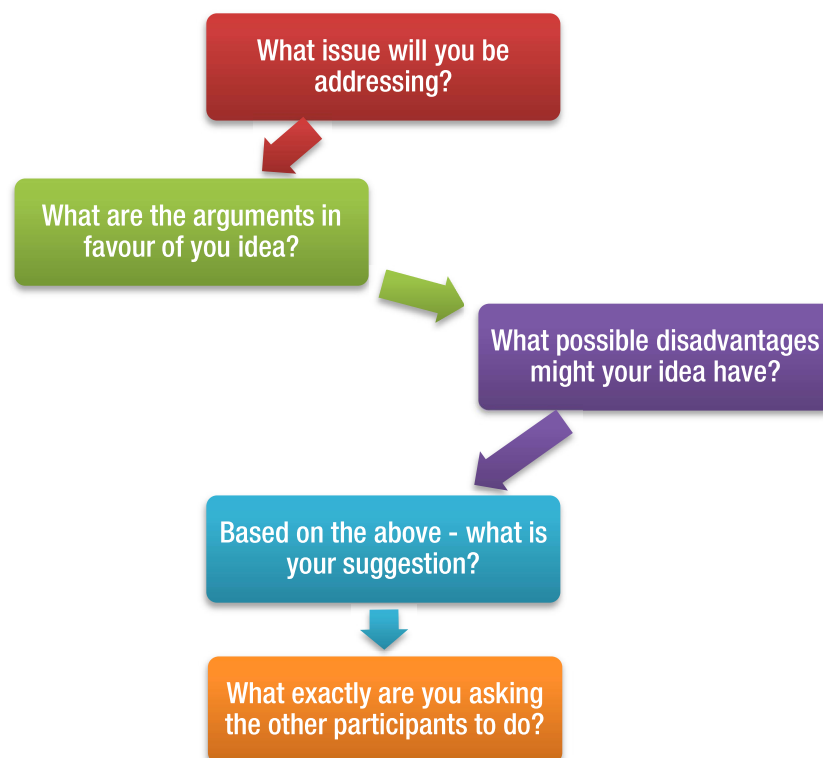 What issue will you be
addressing?
What are the arguments in
favour of you idea?
What possible disadvantages
might your idea have?
Based on the above - what is
your suggestion?
What exactly are you asking
the other participants to do?